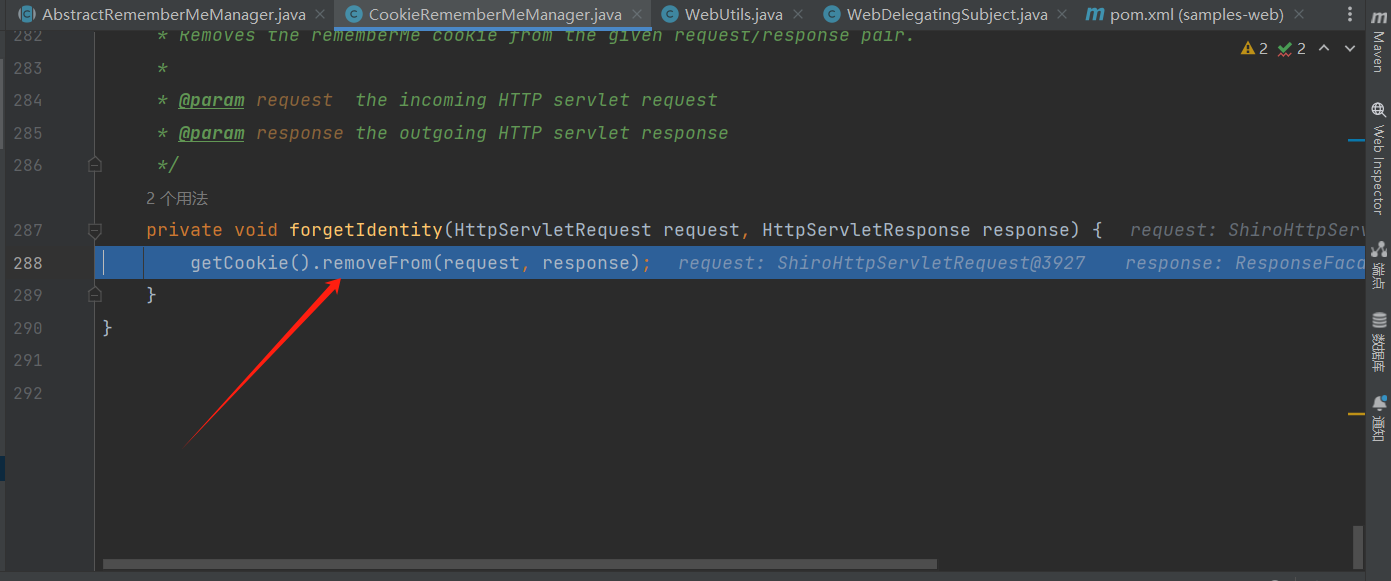 AbstractRememberMeManager.java CookieRememberMeManager.java WebUtils.java WebDelegatingSubject.java pom.xml (samples-web)
282 * Removes the rememberMe cookie from the given request/response pair.
2 2
283 *
284 * @param request the incoming HTTP servlet request
285 * @param response the outgoing HTTP servlet response
286 */
2 个用法
287 private void forgetIdentity(HttpServletRequest request, HttpServletResponse response) { request: ShiroHttpServ
288 getCookie().removeFrom(request, response); request: ShiroHttpServletRequest@3927 response: ResponseFaca
289 }
290 }
291
292
Maven
Web Inspector
端点
数据库
通知